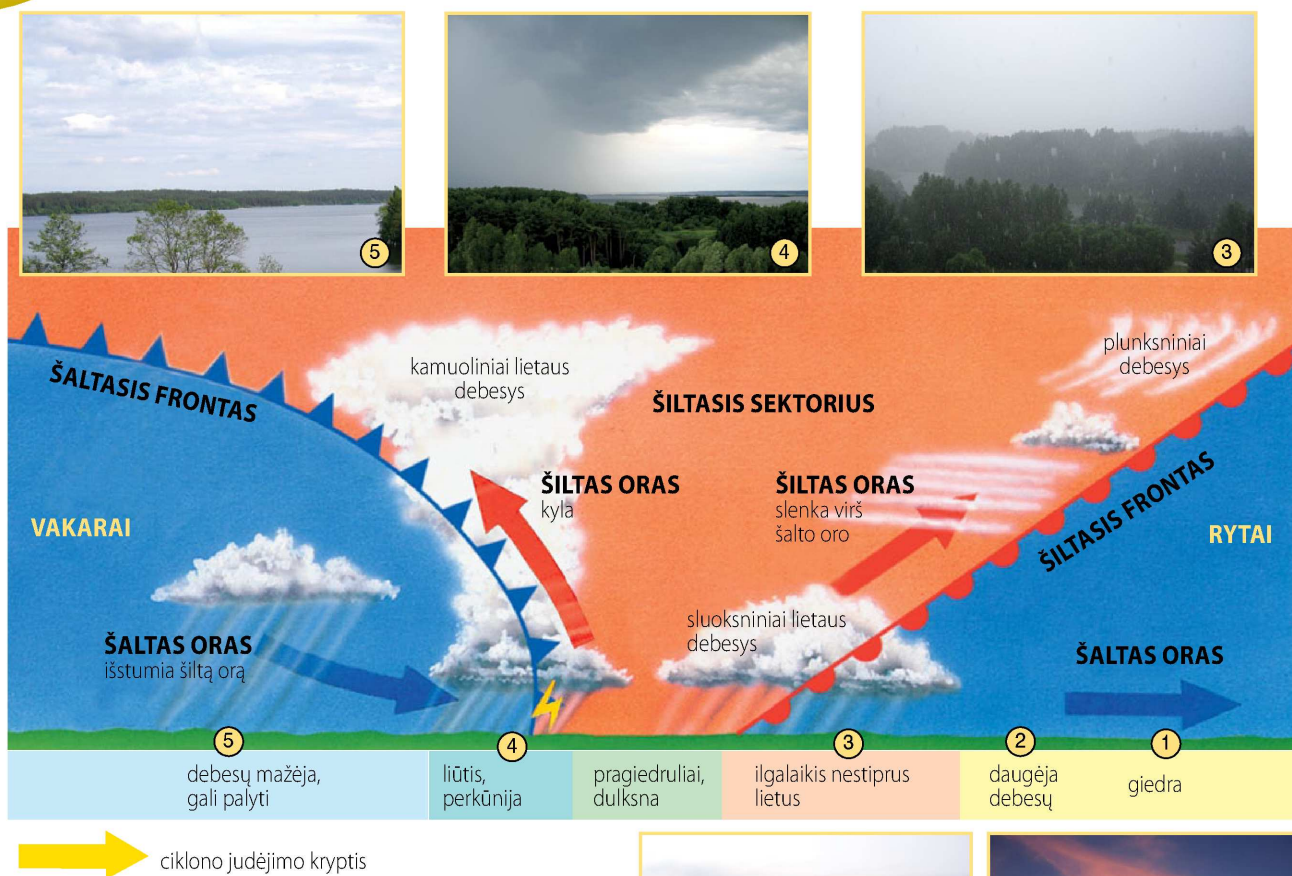 5
4
3
plunksniniai
debesys
kamuoliniai lietaus
debesys
ŠALTASIS FRONTAS
ŠILTASIS SEKTORIUS
ŠILTAS ORAS
kyla
ŠILTAS ORAS
slenka virš
šalto oro
ŠILTASIS FRONTAS
VAKARAI
RYTAI
sluoksniniai lietaus
debesys
ŠALTAS ORAS
išstumia šiltą orą
ŠALTAS ORAS
5
4
3
2
1
debesų mažėja,
gali palyti
liūtis,
perkūnija
pragiedruliai,
dulksna
ilgalaikis nestiprus
lietus
daugėja
debesų
giedra
ciklono judėjimo kryptis